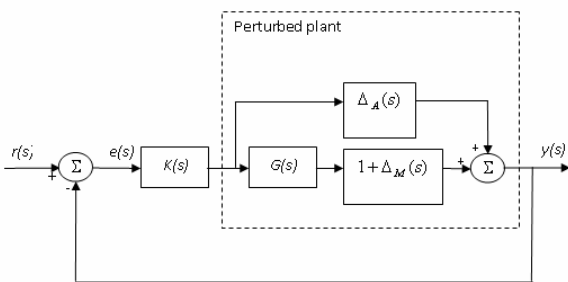 Perturbed plant
Δ_A(s)
r(s)
e(s)
y(s)
+
+
Σ
K(s)
G(s)
1+Δ_M(s)
Σ
+
-